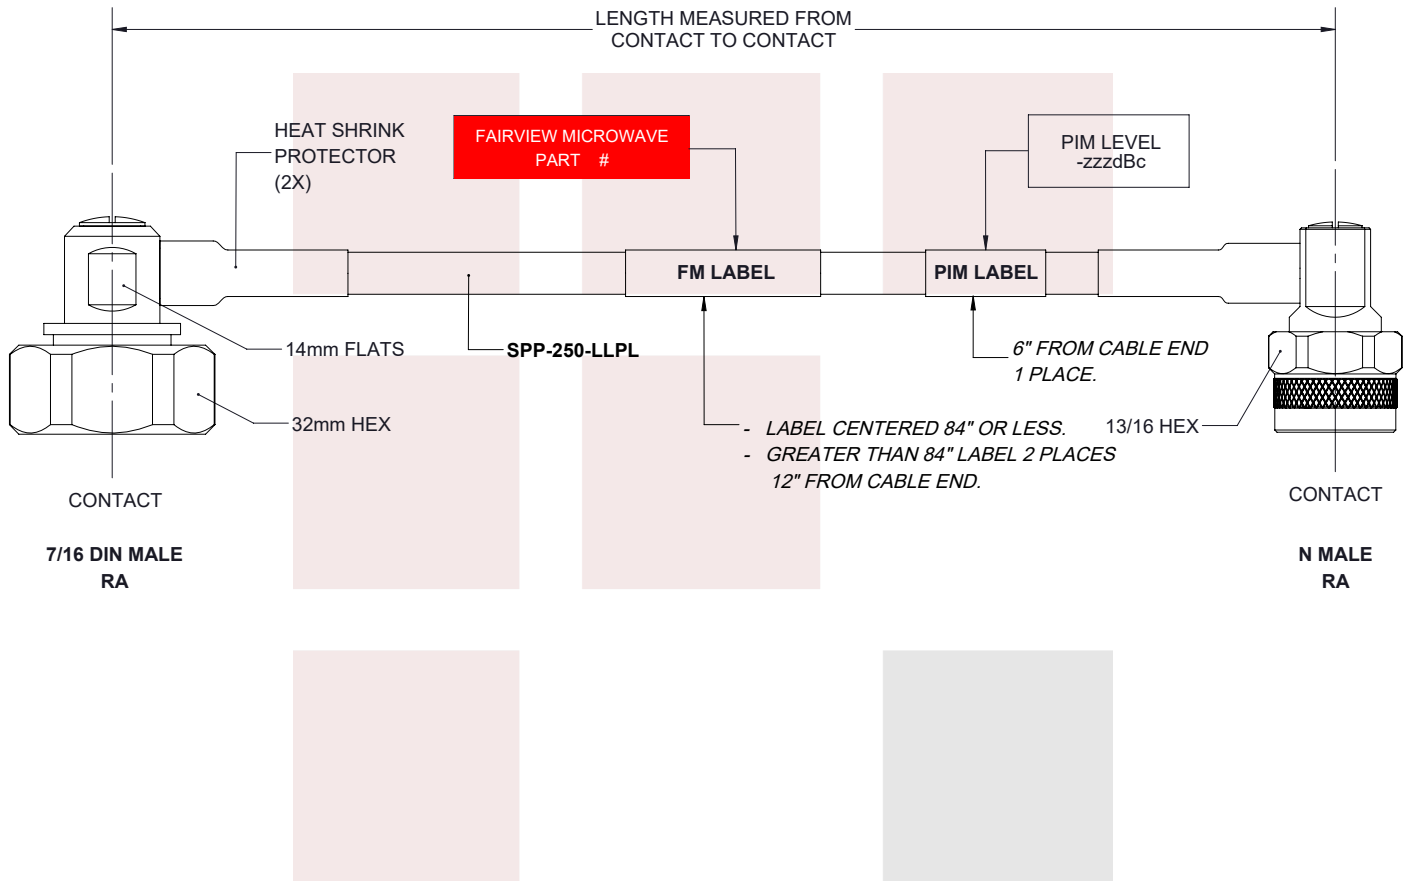 LENGTH MEASURED FROM
CONTACT TO CONTACT
HEAT SHRINK
PROTECTOR
(2X)
FAIRVIEW MICROWAVE
PART #
PIM LEVEL
-zzzdBc
FM LABEL
PIM LABEL
14mm FLATS
SPP-250-LLPL
6" FROM CABLE END
1 PLACE.
32mm HEX
- LABEL CENTERED 84" OR LESS.
- GREATER THAN 84" LABEL 2 PLACES
12" FROM CABLE END.
13/16 HEX
CONTACT
7/16 DIN MALE
RA
CONTACT
N MALE
RA